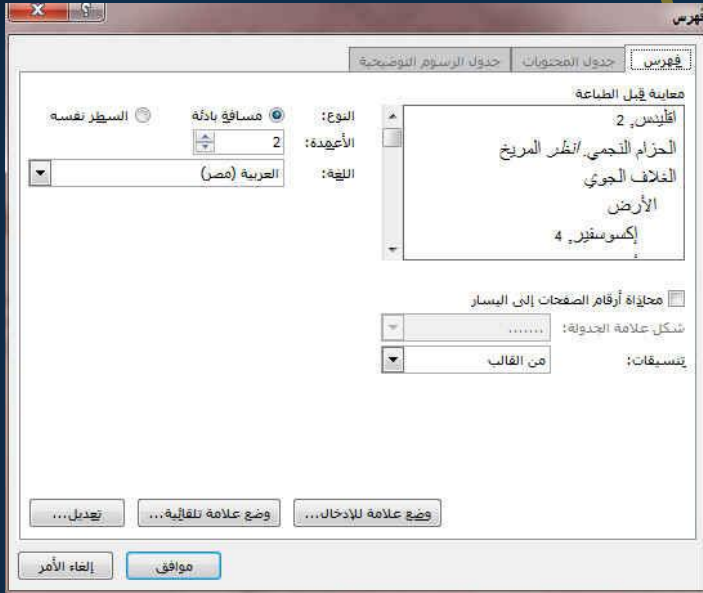 فهرس
فهرس جدول المحتويات جدول الرسوم التوضيحية
معاينة قبل الطباعة
اقليدس, 2
الحزام النجمي. انظر المريخ
الغلاف الجوي
الأرض
إكسوسفير, 4
النوع: مسافة بادئة السطر نفسه
الأعمدة: 2
اللغة: العربية (مصر)
محاذاة أرقام الصفحات إلى اليسار
شكل علامة الجدولة: .......
تنسيقات: من القالب
وضع علامة للإدخال... وضع علامة تلقائية... تعديل...
موافق إلغاء الأمر